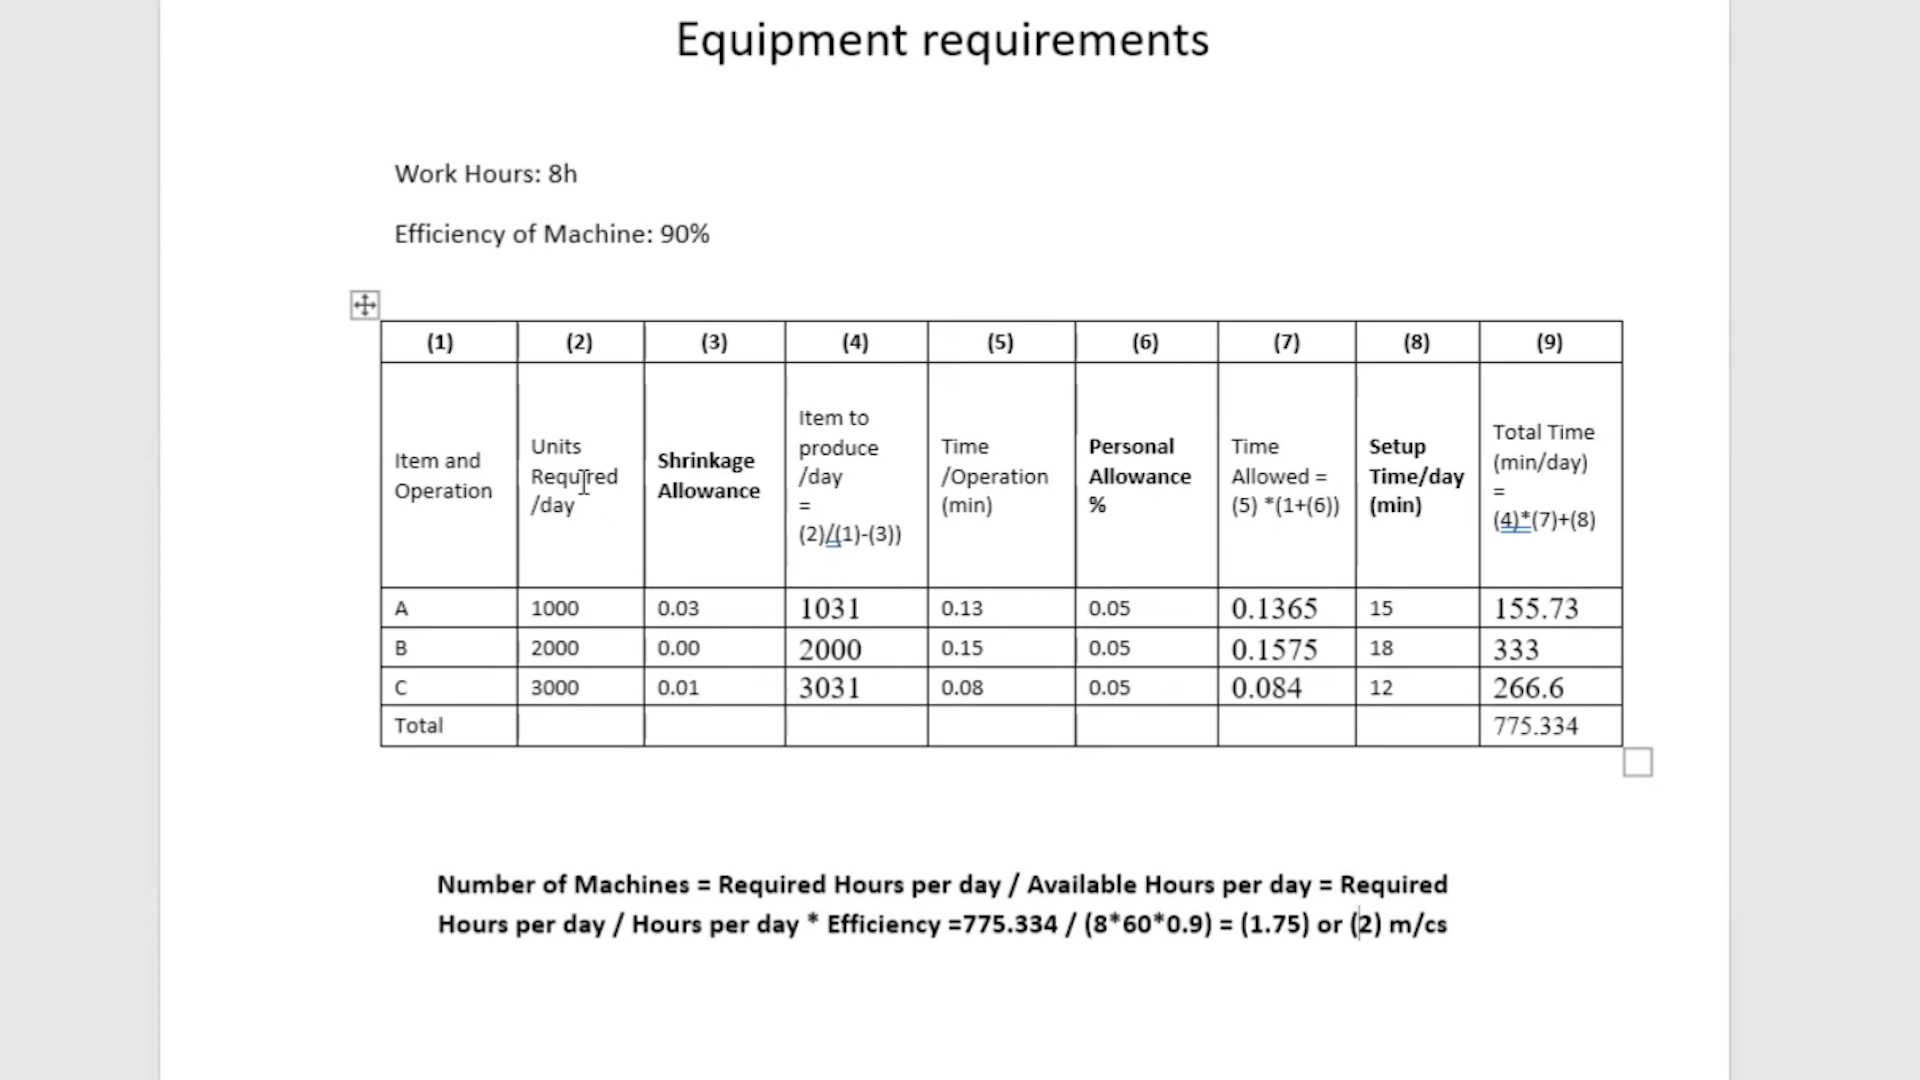 Equipment requirements
Work Hours: 8h
Efficiency of Machine: 90%
(1) (2) (3) (4) (5) (6) (7) (8) (9)
Item and
Operation
Units
Required
/day
Shrinkage
Allowance
Item to
produce
/day
=
(2)/(1)-(3))
Time
/Operation
(min)
Personal
Allowance
%
Time
Allowed =
(5) *(1+(6))
Setup
Time/day
(min)
Total Time
(min/day)
=
(4)*(7)+(8)
A 1000 0.03 1031 0.13 0.05 0.1365 15 155.73
B 2000 0.00 2000 0.15 0.05 0.1575 18 333
C 3000 0.01 3031 0.08 0.05 0.084 12 266.6
Total 775.334
Number of Machines = Required Hours per day / Available Hours per day = Required
Hours per day / Hours per day * Efficiency =775.334 / (8*60*0.9) = (1.75) or (2) m/cs